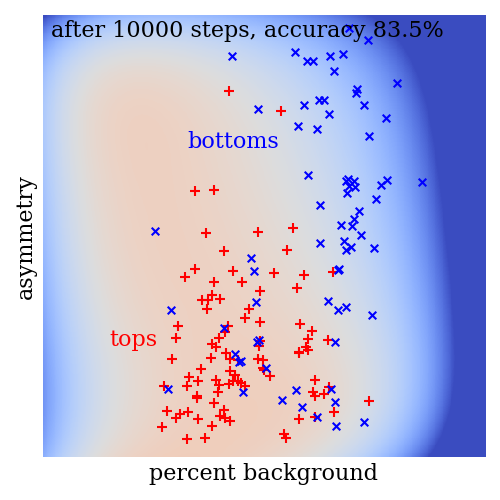 after 10000 steps, accuracy 83.5%
bottoms
asymmetry
tops
percent background